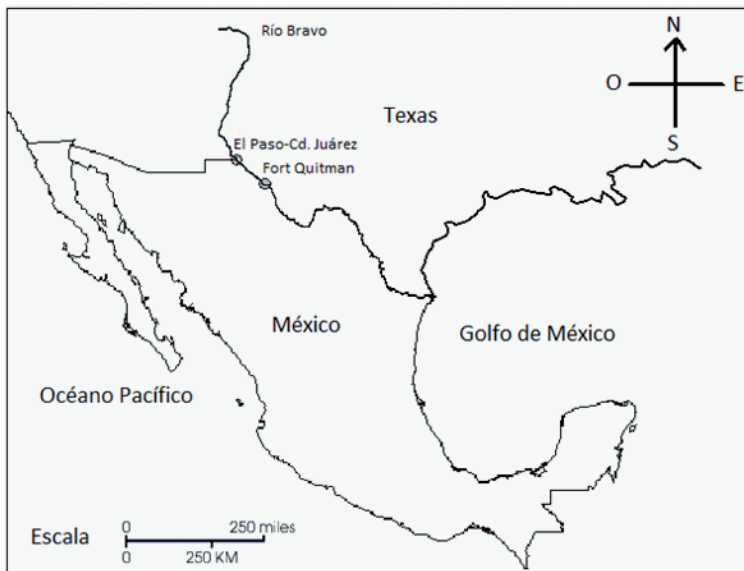 Río Bravo
N
O E
S
Texas
El Paso-Cd. Juárez
Fort Quitman
México
Golfo de México
Océano Pacífico
Escala
0 250 miles
0 250 KM